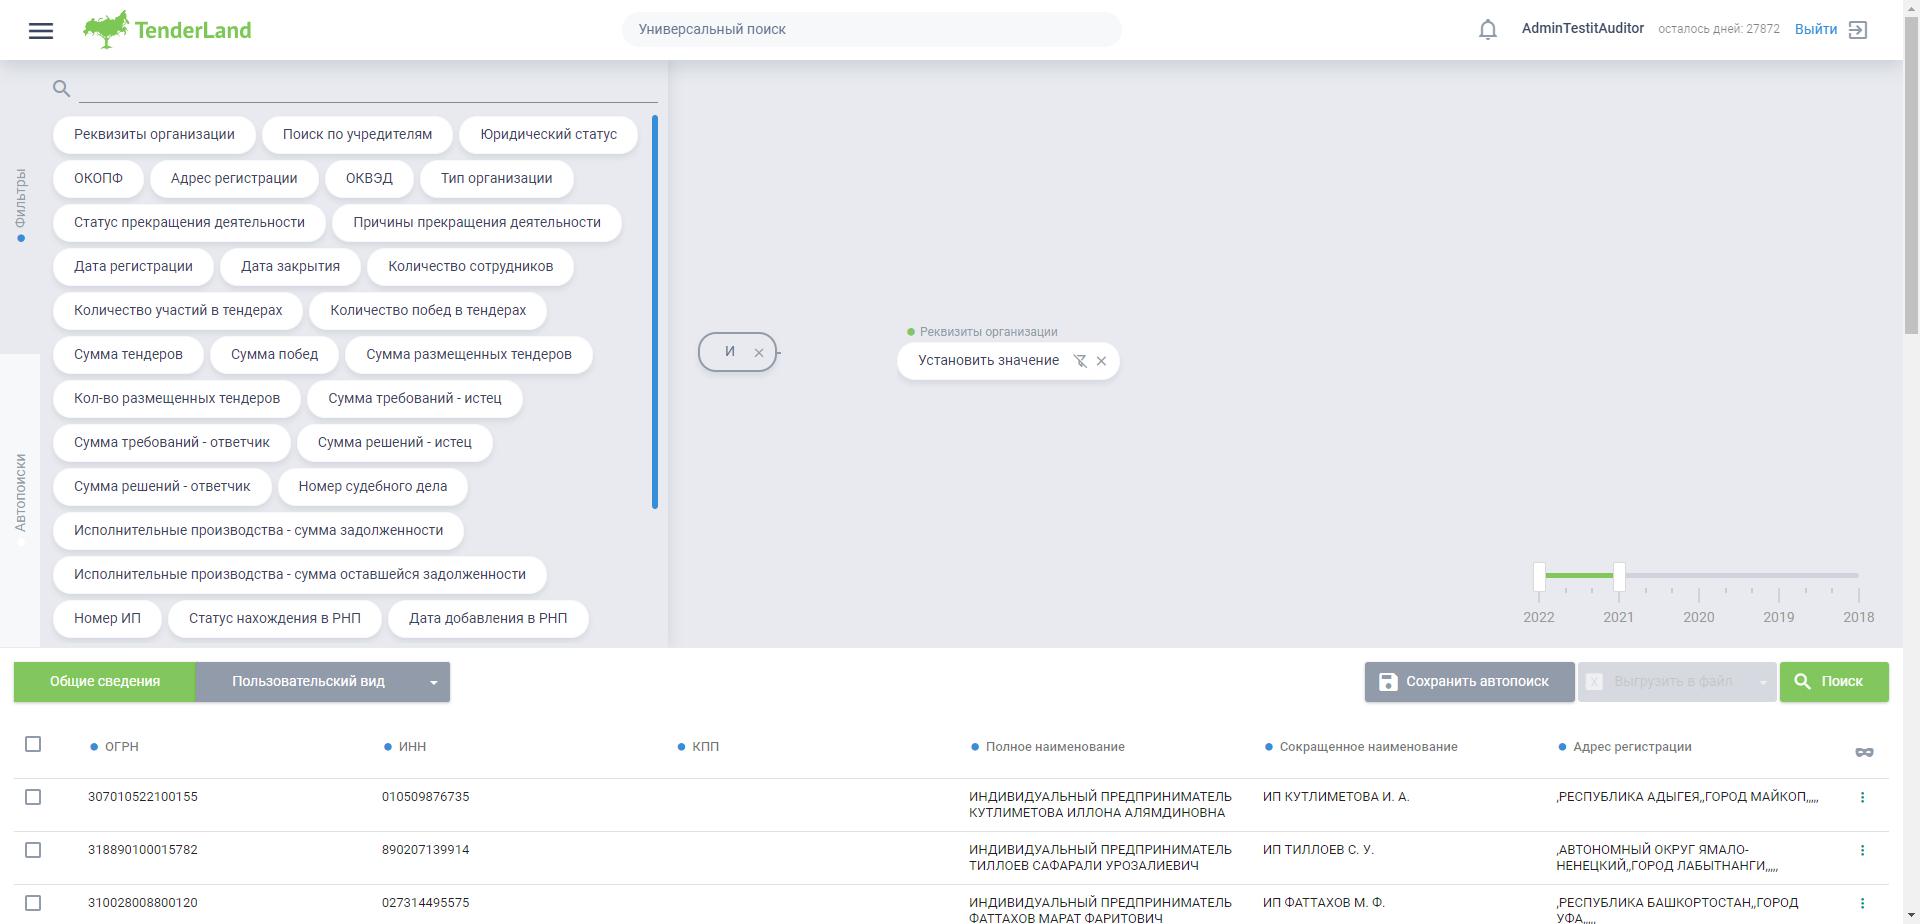 TenderLand
Универсальный поиск
AdminTestitAuditor
осталось дней: 27872
Выйти
Фильтры
Автопоиски
Реквизиты организации
Поиск по учредителям
Юридический статус
ОКОПФ
Адрес регистрации
ОКВЭД
Тип организации
Статус прекращения деятельности
Причины прекращения деятельности
Дата регистрации
Дата закрытия
Количество сотрудников
Количество участий в тендерах
Количество побед в тендерах
Сумма тендеров
Сумма побед
Сумма размещенных тендеров
Кол-во размещенных тендеров
Сумма требований - истец
Сумма требований - ответчик
Сумма решений - истец
Сумма решений - ответчик
Номер судебного дела
Исполнительные производства - сумма задолженности
Исполнительные производства - сумма оставшейся задолженности
Номер ИП
Статус нахождения в РНП
Дата добавления в РНП
И
Реквизиты организации
Установить значение
2022
2021
2020
2019
2018
Общие сведения
Пользовательский вид
Сохранить автопоиск
Выгрузить в файл
Поиск
ОГРН
ИНН
КПП
Полное наименование
Сокращенное наименование
Адрес регистрации
307010522100155
010509876735
ИНДИВИДУАЛЬНЫЙ ПРЕДПРИНИМАТЕЛЬ
КУТЛИМЕТОВА ИЛЛОНА АЛЯМДИНОВНА
ИП КУТЛИМЕТОВА И. А.
,РЕСПУБЛИКА АДЫГЕЯ,,ГОРОД МАЙКОП,,,,,
318890100015782
890207139914
ИНДИВИДУАЛЬНЫЙ ПРЕДПРИНИМАТЕЛЬ
ТИЛЛОЕВ САФАРАЛИ УРОЗАЛИЕВИЧ
ИП ТИЛЛОЕВ С. У.
,АВТОНОМНЫЙ ОКРУГ ЯМАЛО-
НЕНЕЦКИЙ,,ГОРОД ЛАБЫТНАНГИ,,,,,
310028008800120
027314495575
ИНДИВИДУАЛЬНЫЙ ПРЕДПРИНИМАТЕЛЬ
ФАТТАХОВ МАРАТ ФАРИТОВИЧ
ИП ФАТТАХОВ М. Ф.
,РЕСПУБЛИКА БАШКОРТОСТАН,,ГОРОД
УФА,,,,,